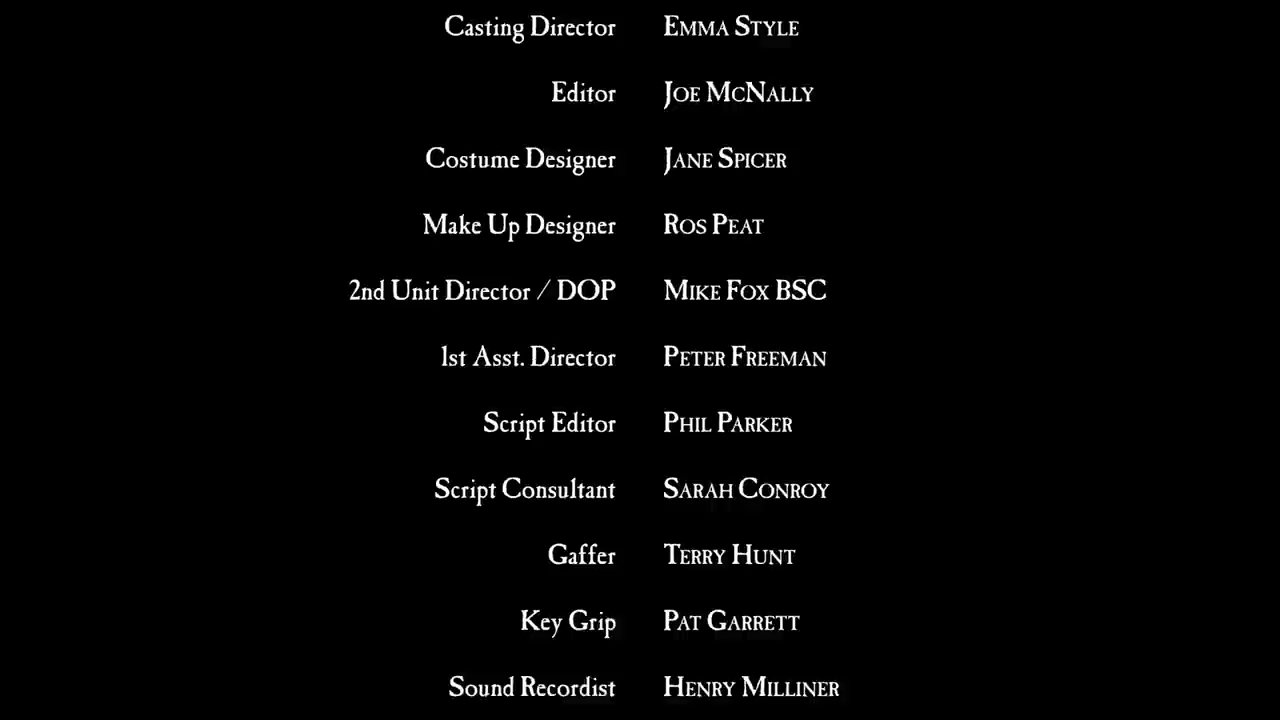 Casting Director EMMA STYLE
Editor JOE MCNALLY
Costume Designer JANE SPICER
Make Up Designer ROS PEAT
2nd Unit Director / DOP MIKE FOX BSC
1st Asst. Director PETER FREEMAN
Script Editor PHIL PARKER
Script Consultant SARAH CONROY
Gaffer TERRY HUNT
Key Grip PAT GARRETT
Sound Recordist HENRY MILLINER